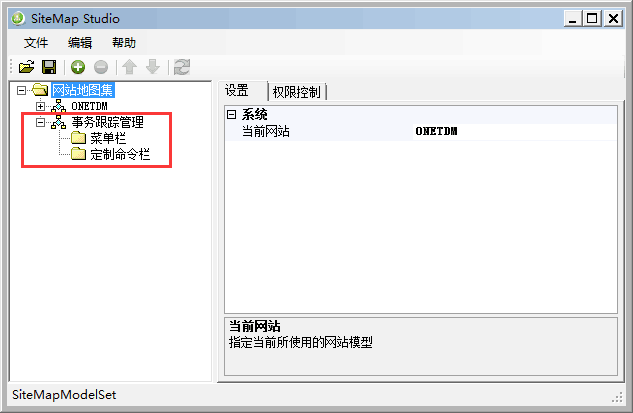 SiteMap Studio
文件 编辑 帮助
网站地图集
ONETDM
事务跟踪管理
菜单栏
定制命令栏
设置 权限控制
系统
当前网站 ONETDM
当前网站
指定当前所使用的网站模型
SiteMapModelSet